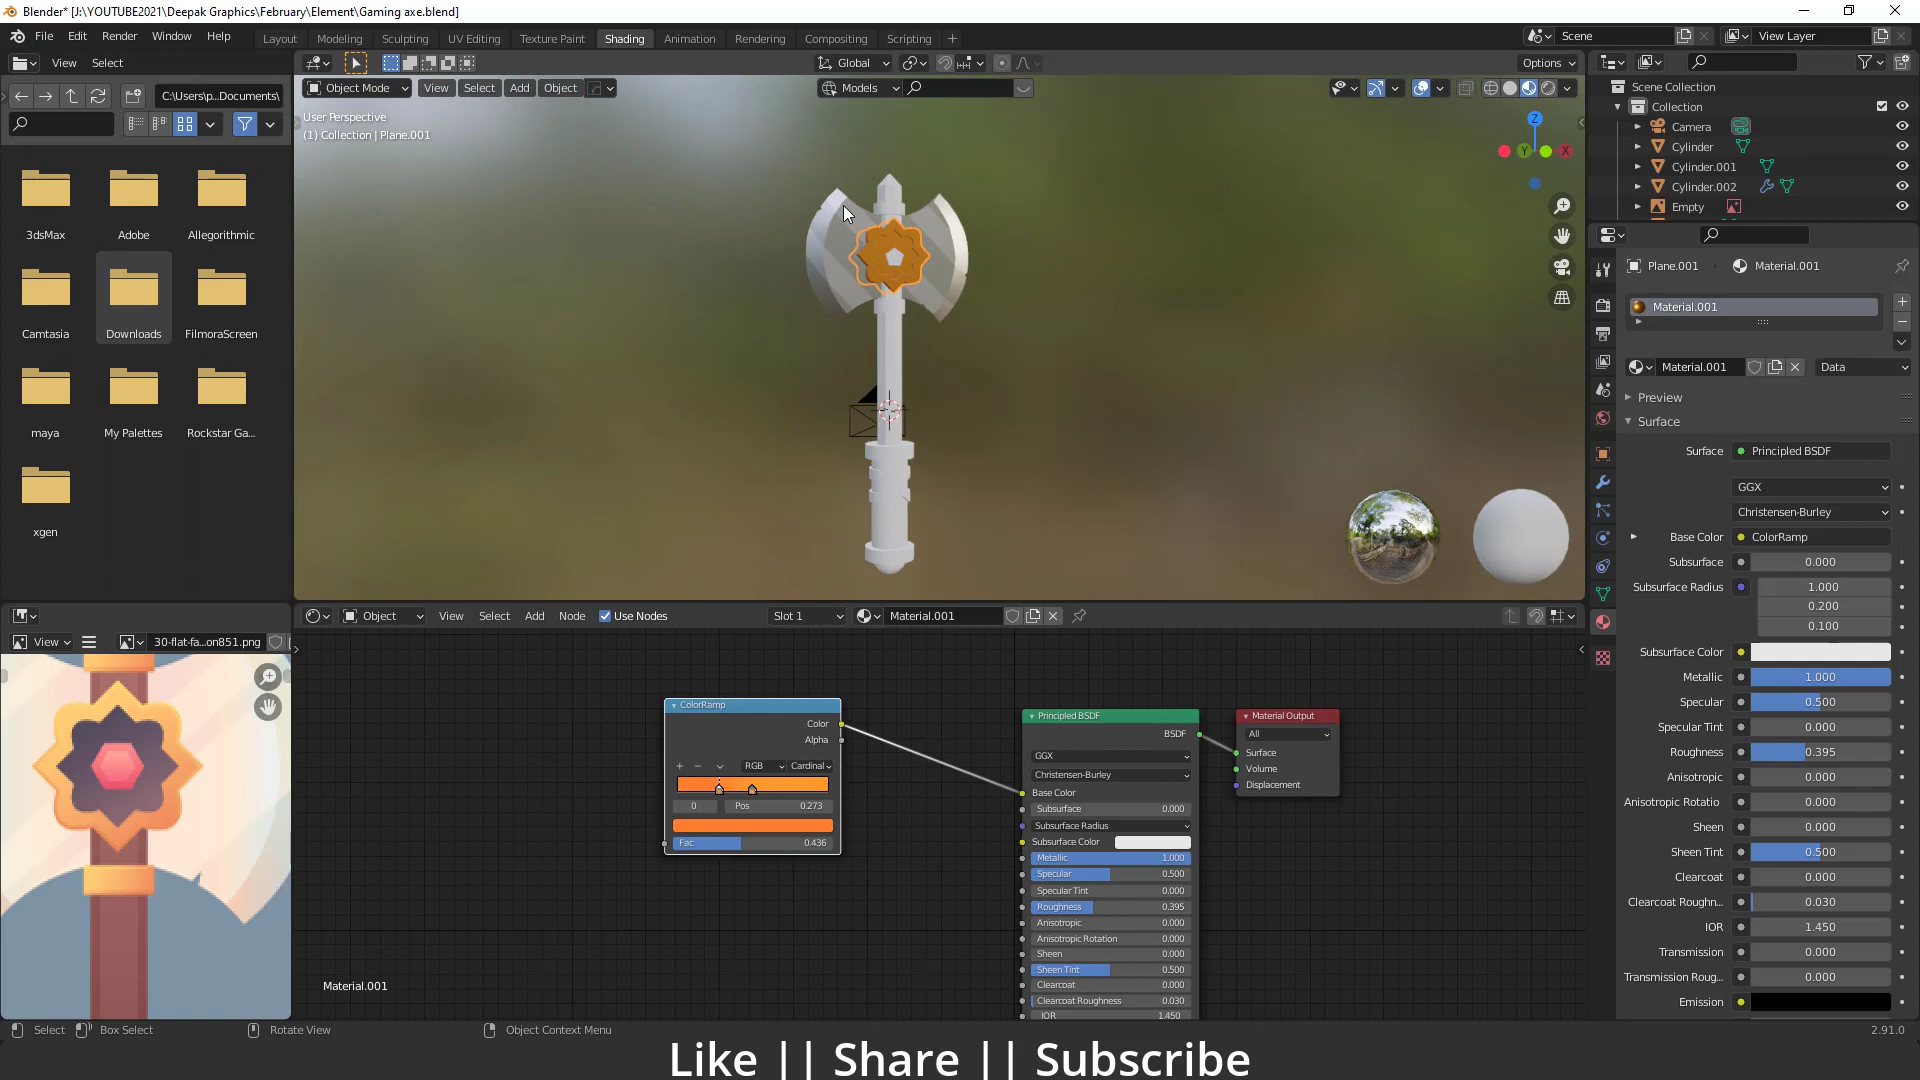 Blender* [J:\YOUTUBE2021\Deepak Graphics\February\Element\Gaming axe.blend]
File Edit Render Window Help
Layout Modeling Sculpting UV Editing Texture Paint Shading Animation Rendering Compositing Scripting
Scene
View Layer
View Select
Global
Options
C:\Users\p...Documents\
Object Mode View Select Add Object
Models
User Perspective
(1) Collection | Plane.001
Z
Y
X
3dsMax
Adobe
Allegorithmic
Camtasia
Downloads
FilmoraScreen
maya
My Palettes
Rockstar Ga...
xgen
Scene Collection
Collection
Camera
Cylinder
Cylinder.001
Cylinder.002
Empty
Plane.001
Material.001
Material.001
Material.001
Data
Preview
Surface
Surface Principled BSDF
GGX
Christensen-Burley
Base Color ColorRamp
Subsurface 0.000
Subsurface Radius 1.000
0.200
0.100
Subsurface Color
Metallic 1.000
Specular 0.500
Specular Tint 0.000
Roughness 0.395
Anisotropic 0.000
Anisotropic Rotatio 0.000
Sheen 0.000
Sheen Tint 0.500
Clearcoat 0.000
Clearcoat Roughn... 0.030
IOR 1.450
Transmission 0.000
Transmission Roug... 0.000
Emission
View
30-flat-fa...on851.png
Object View Select Add Node Use Nodes
Slot 1
Material.001
ColorRamp
Color
Alpha
RGB Cardinal
0 Pos 0.273
Fac 0.436
Principled BSDF
BSDF
GGX
Christensen-Burley
Base Color
Subsurface 0.000
Subsurface Radius
Subsurface Color
Metallic 1.000
Specular 0.500
Specular Tint 0.000
Roughness 0.395
Anisotropic 0.000
Anisotropic Rotation 0.000
Sheen 0.000
Sheen Tint 0.500
Clearcoat 0.000
Clearcoat Roughness 0.030
IOR 1.450
Material Output
All
Surface
Volume
Displacement
Material.001
Select
Box Select
Rotate View
Object Context Menu
2.91.0
Like || Share || Subscribe